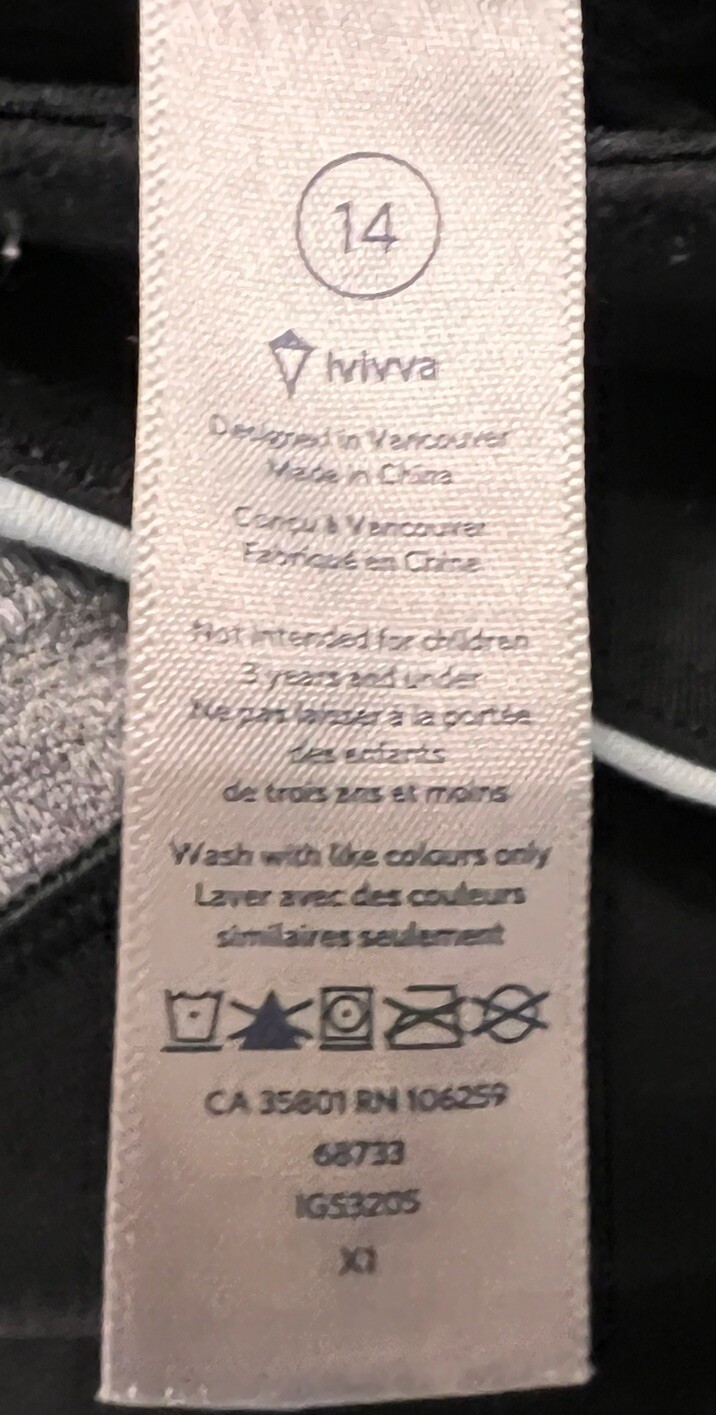 14
ivivva
Designed in Vancouver
Made in China
Conçu à Vancouver
Fabriqué en Chine
Not intended for children
3 years and under
Ne pas laisser à la portée
des enfants
de trois ans et moins
Wash with like colours only
Laver avec des couleurs
similaires seulement
CA 35801 RN 106259
68733
IGS3205
X1